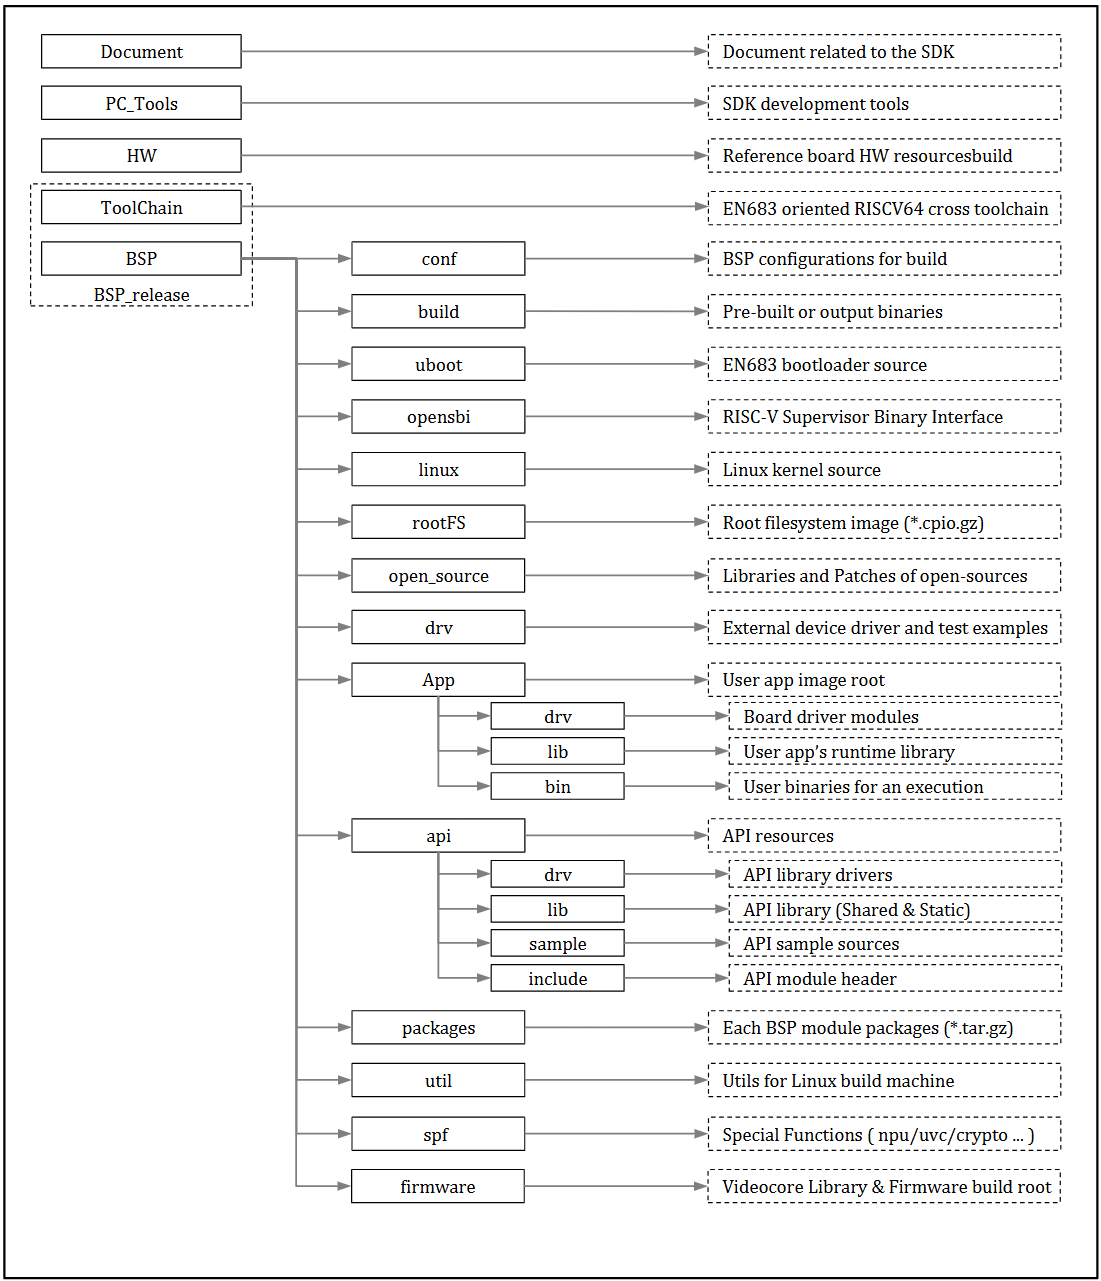 Document
Document related to the SDK
PC_Tools
SDK development tools
HW
Reference board HW resourcesbuild
ToolChain
EN683 oriented RISCV64 cross toolchain
BSP
conf
BSP configurations for build
BSP_release
build
Pre-built or output binaries
uboot
EN683 bootloader source
opensbi
RISC-V Supervisor Binary Interface
linux
Linux kernel source
rootFS
Root filesystem image (*.cpio.gz)
open_source
Libraries and Patches of open-sources
drv
External device driver and test examples
App
User app image root
drv
Board driver modules
lib
User app’s runtime library
bin
User binaries for an execution
api
API resources
drv
API library drivers
lib
API library (Shared & Static)
sample
API sample sources
include
API module header
packages
Each BSP module packages (*.tar.gz)
util
Utils for Linux build machine
spf
Special Functions ( npu/uvc/crypto ... )
firmware
Videocore Library & Firmware build root